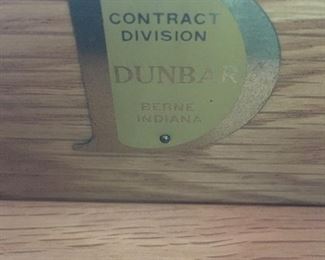 CONTRACT
DIVISION
DUNBAR
BERNE
INDIANA